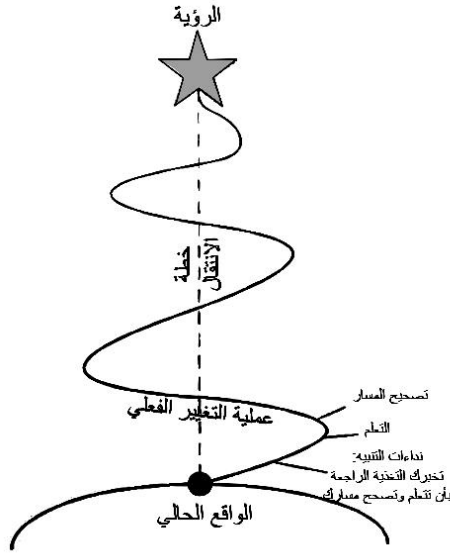 الرؤية
خطة
الانتقال
عملية التغيير الفعلي
تصحيح المسار
التعلم
نداءات التنبيه:
تخبرك التغذية الراجعة
بأن تتعلم وتصحح مسارك
الواقع الحالي